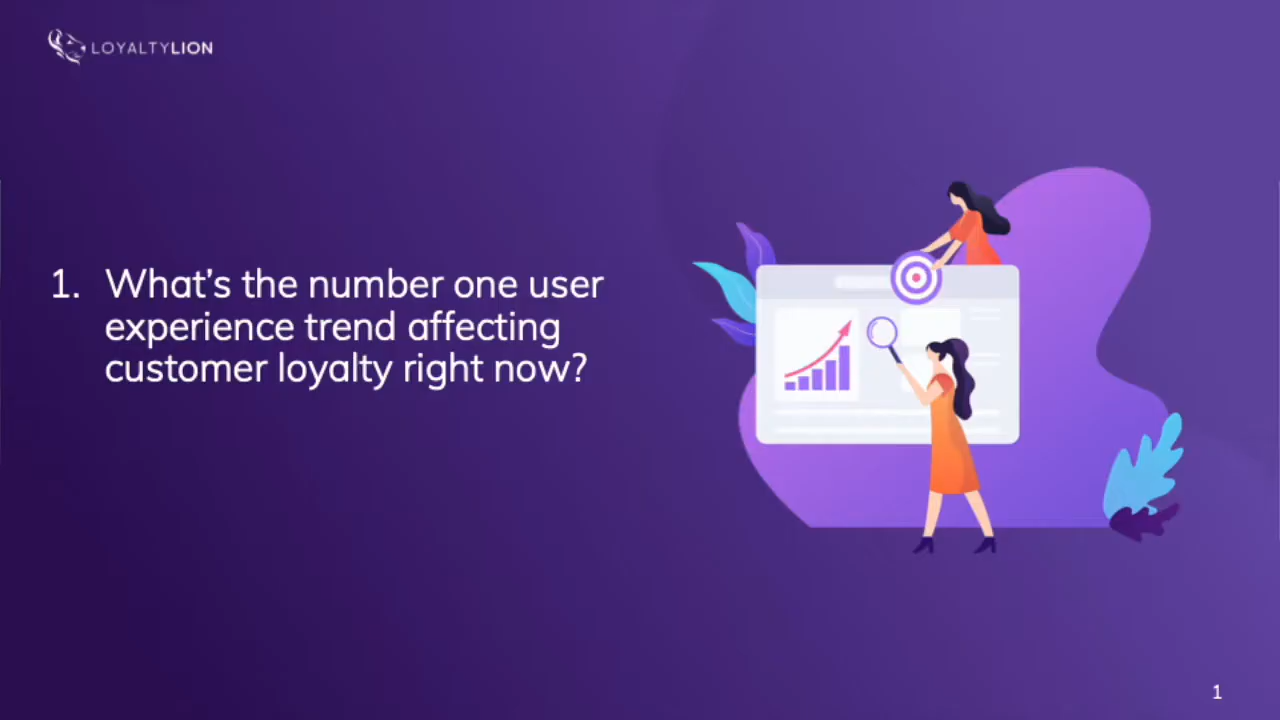 LOYALTYLION
1. What's the number one user
experience trend affecting
customer loyalty right now?
1